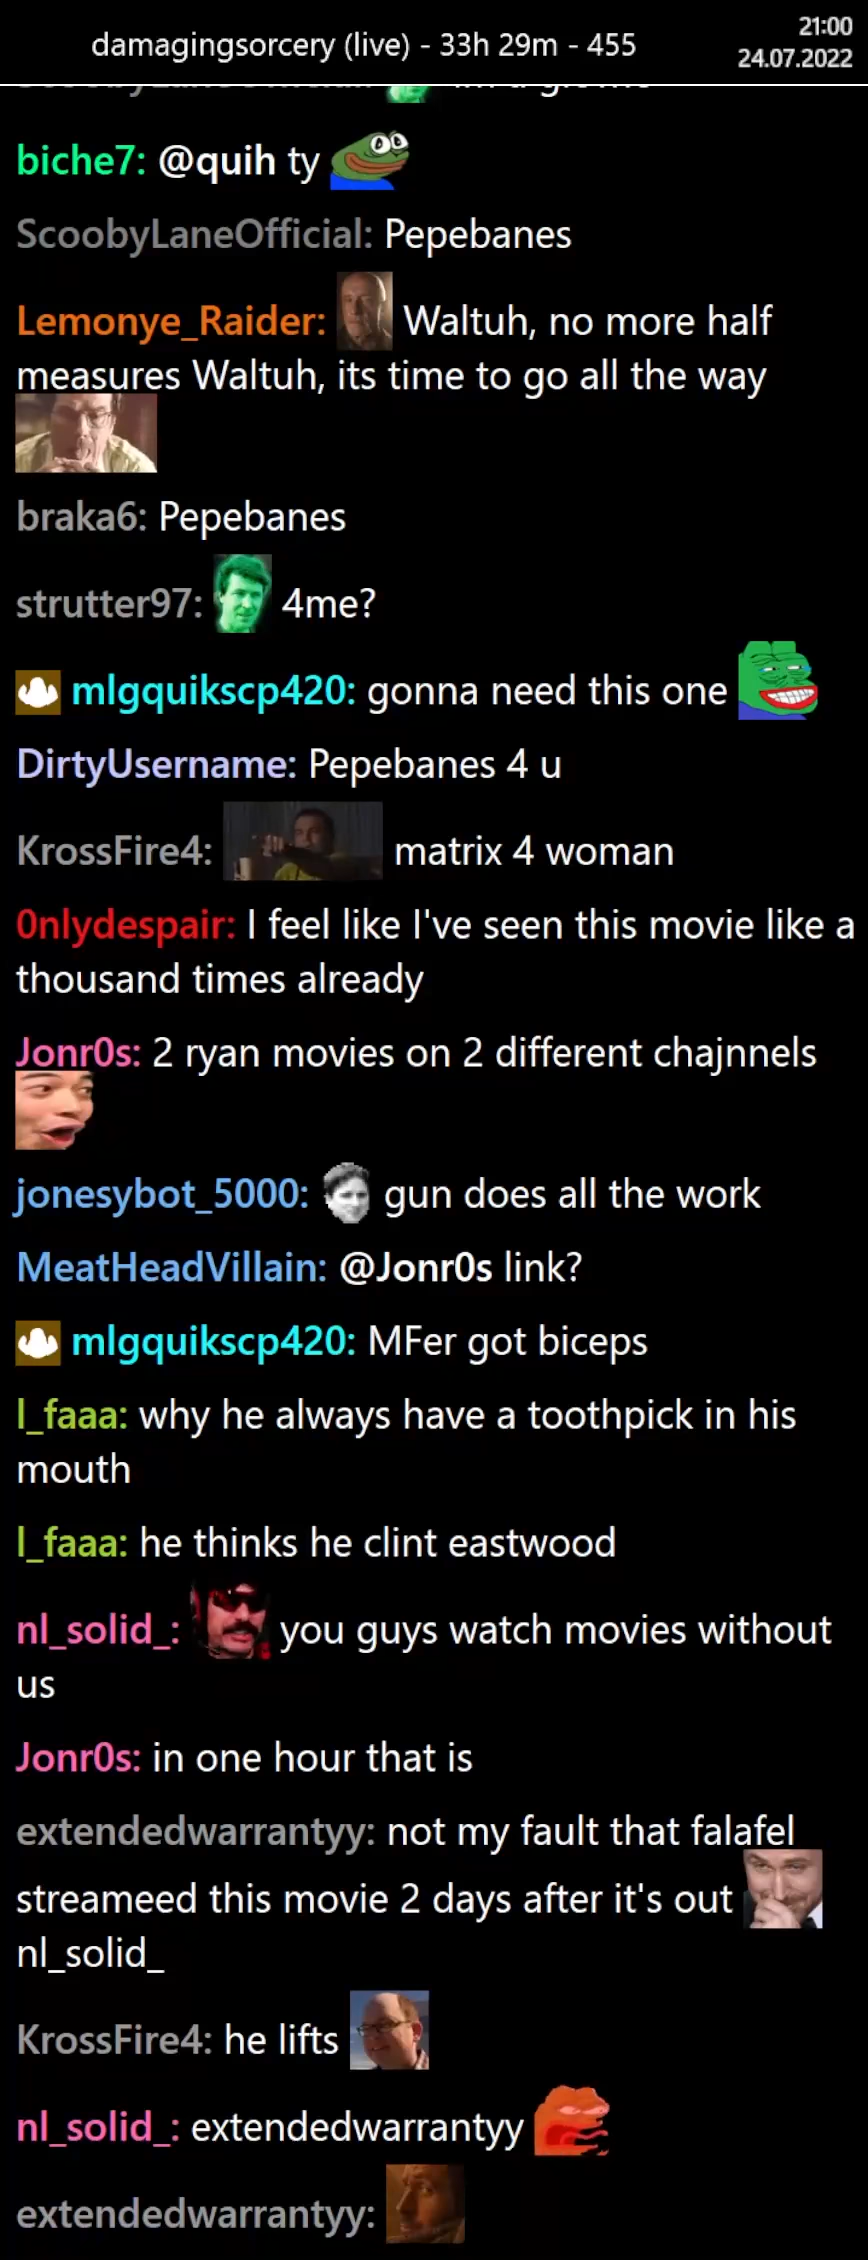 damagingsorcery (live) - 33h 29m - 455
21:00
24.07.2022
biche7: @quih ty
ScoobyLaneOfficial: Pepebanes
Lemonye_Raider: Waltuh, no more half
measures Waltuh, its time to go all the way
braka6: Pepebanes
strutter97: 4me?
mlgquikscp420: gonna need this one
DirtyUsername: Pepebanes 4 u
KrossFire4: matrix 4 woman
0nlydespair: I feel like I've seen this movie like a
thousand times already
Jonr0s: 2 ryan movies on 2 different chajnnels
jonesybot_5000: gun does all the work
MeatHeadVillain: @Jonr0s link?
mlgquikscp420: MFer got biceps
l_faaa: why he always have a toothpick in his
mouth
l_faaa: he thinks he clint eastwood
nl_solid_: you guys watch movies without
us
Jonr0s: in one hour that is
extendedwarrantyy: not my fault that falafel
streameed this movie 2 days after it's out
nl_solid_
KrossFire4: he lifts
nl_solid_: extendedwarrantyy
extendedwarrantyy: